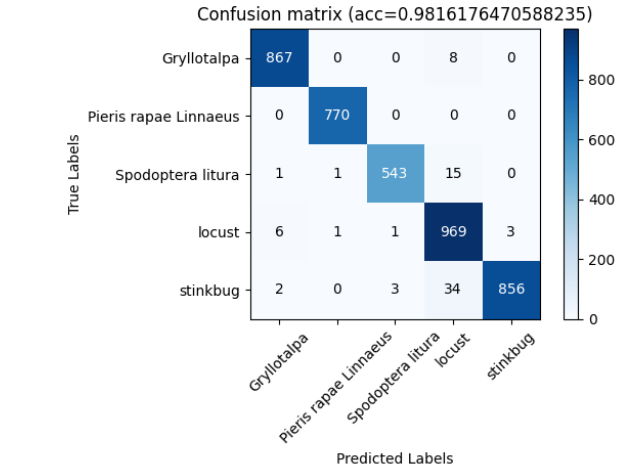 Confusion matrix (acc=0.9816176470588235)
Gryllotalpa 867 0 0 8 0
Pieris rapae Linnaeus 0 770 0 0 0
Spodoptera litura 1 1 543 15 0
locust 6 1 1 969 3
stinkbug 2 0 3 34 856
True Labels
Gryllotalpa
Pieris rapae Linnaeus
Spodoptera litura
locust
stinkbug
Predicted Labels
800
600
400
200
0